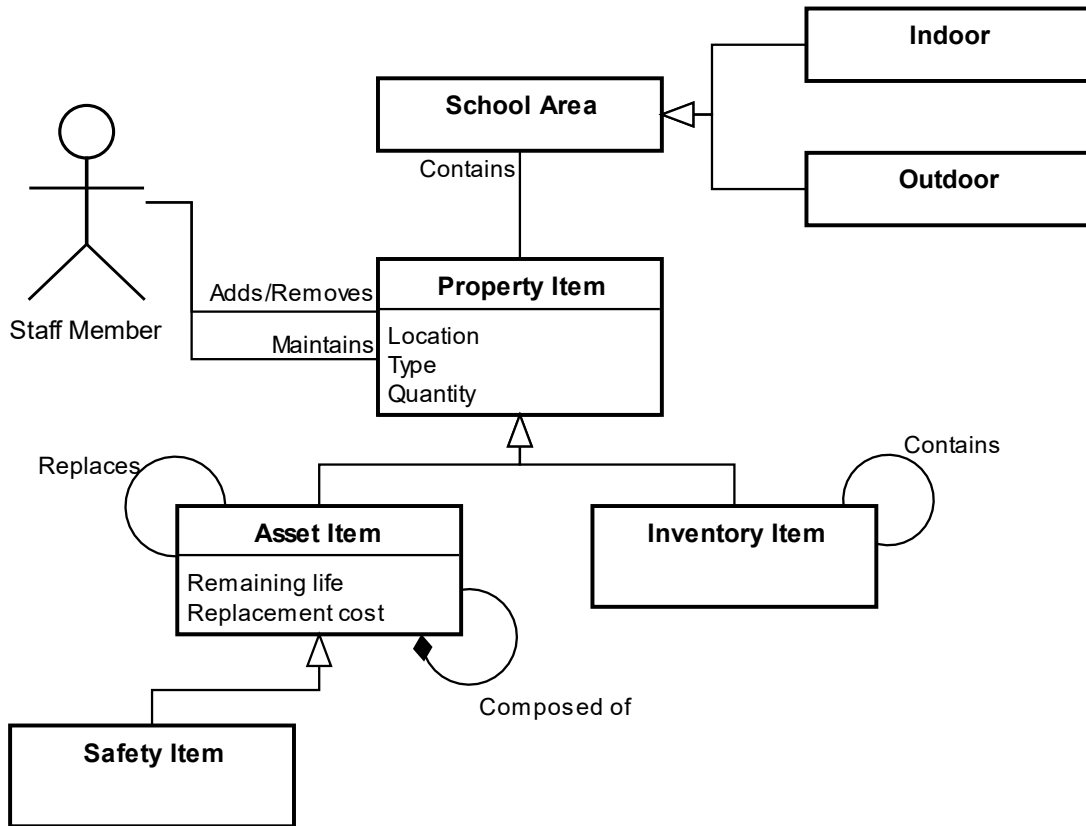 Indoor
School Area
Contains
Outdoor
Staff Member
Adds/Removes
Maintains
Property Item
Location
Type
Quantity
Replaces
Contains
Asset Item
Remaining life
Replacement cost
Inventory Item
Composed of
Safety Item